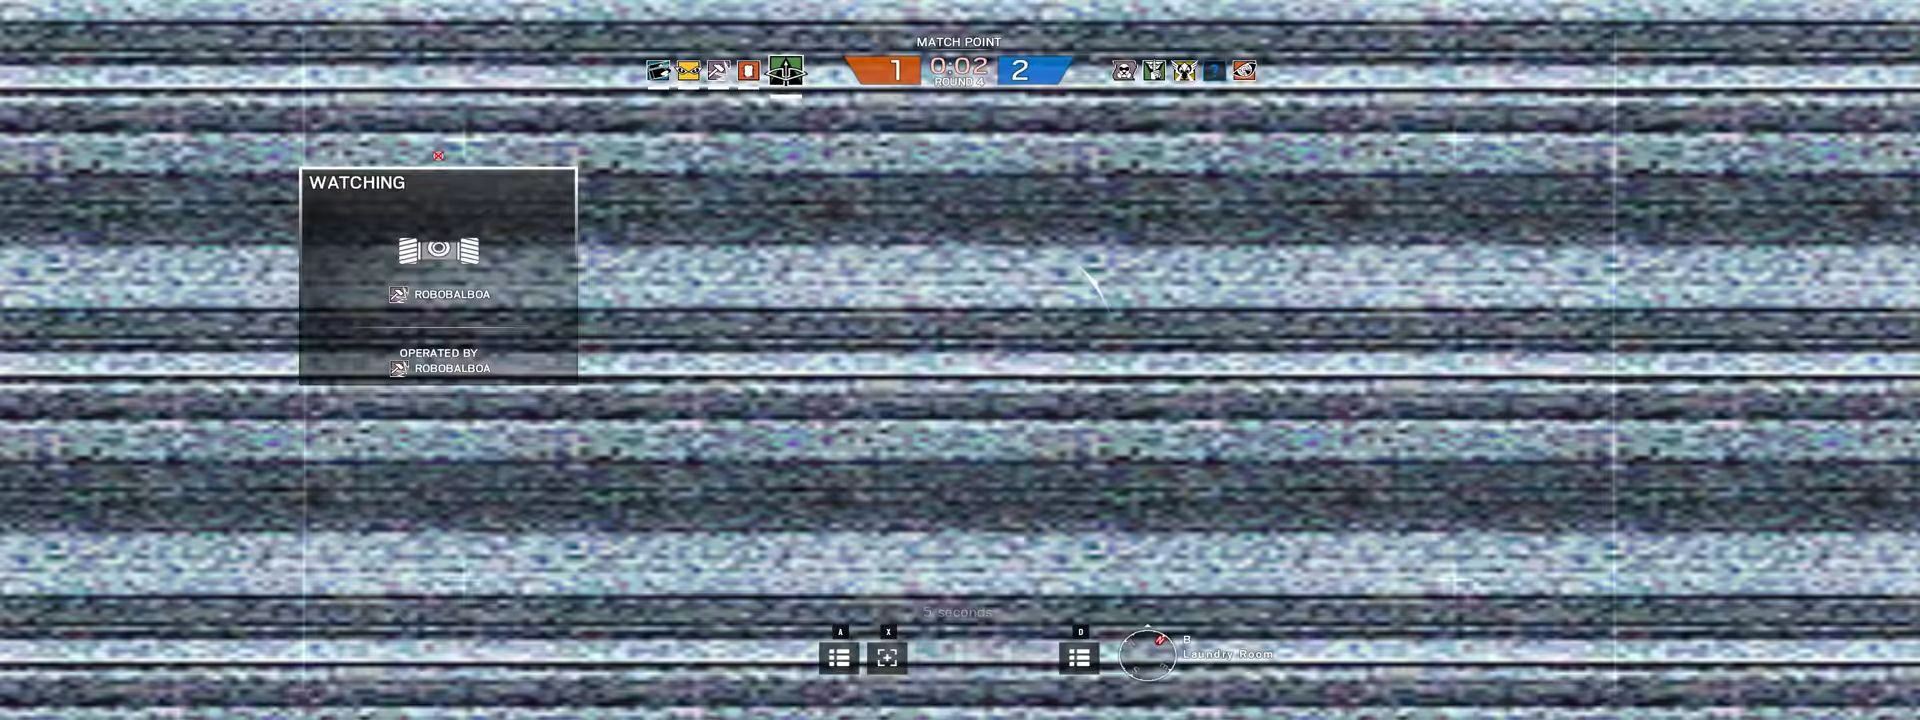 MATCH POINT
1 0:02 2
ROUND 4
WATCHING
ROBOBALBOA
OPERATED BY
ROBOBALBOA
5 seconds
A X D
N
B
Laundry Room